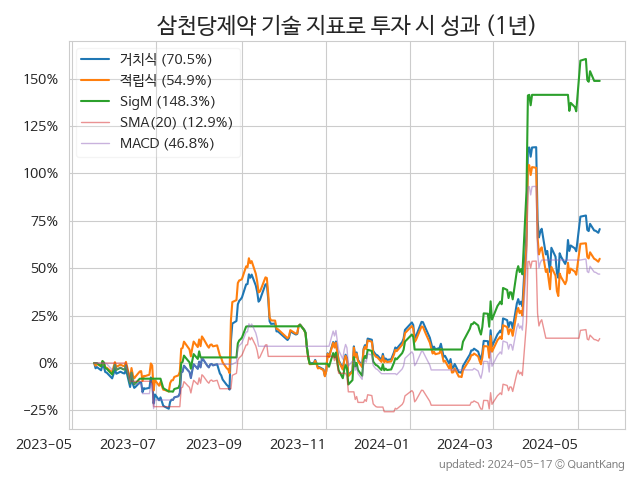 삼천당제약 기술 지표로 투자 시 성과 (1년)
거치식 (70.5%)
적립식 (54.9%)
SigM (148.3%)
SMA(20) (12.9%)
MACD (46.8%)
150%
125%
100%
75%
50%
25%
0%
−25%
2023-05 2023-07 2023-09 2023-11 2024-01 2024-03 2024-05
updated: 2024-05-17 © QuantKang